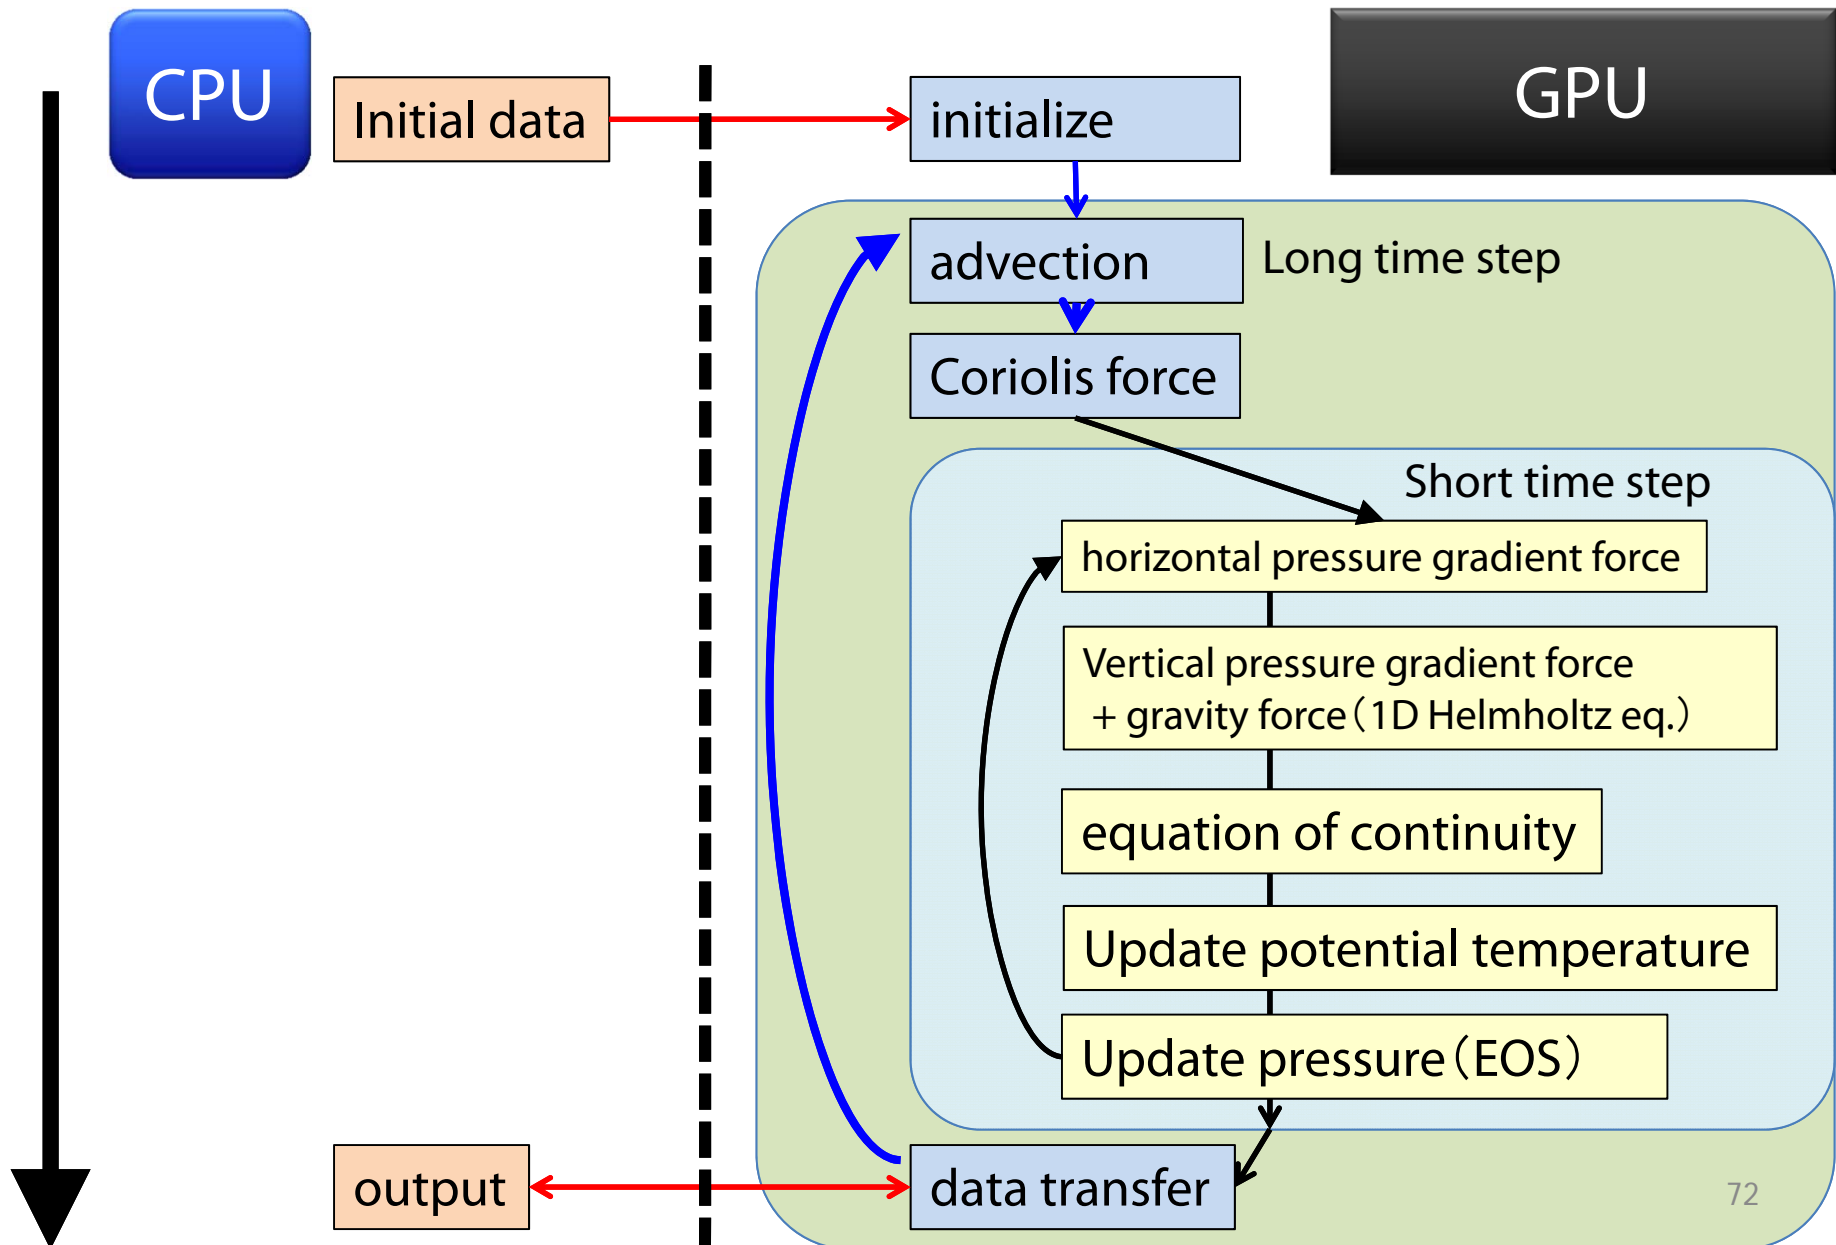 CPU
Initial data
initialize
GPU
advection
Long time step
Coriolis force
Short time step
horizontal pressure gradient force
Vertical pressure gradient force
+ gravity force（1D Helmholtz eq.）
equation of continuity
Update potential temperature
Update pressure（EOS）
output
data transfer
72